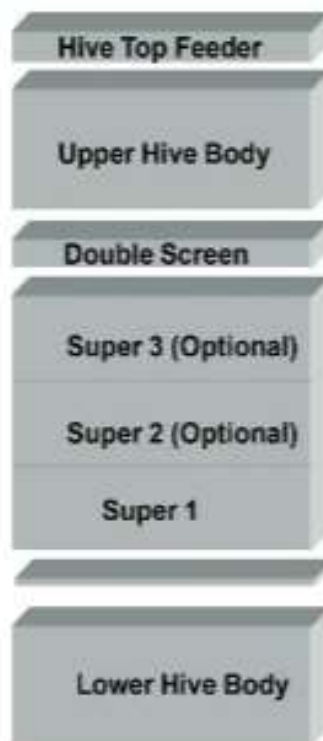 Hive Top Feeder
Upper Hive Body
Double Screen
Super 3 (Optional)
Super 2 (Optional)
Super 1
Lower Hive Body